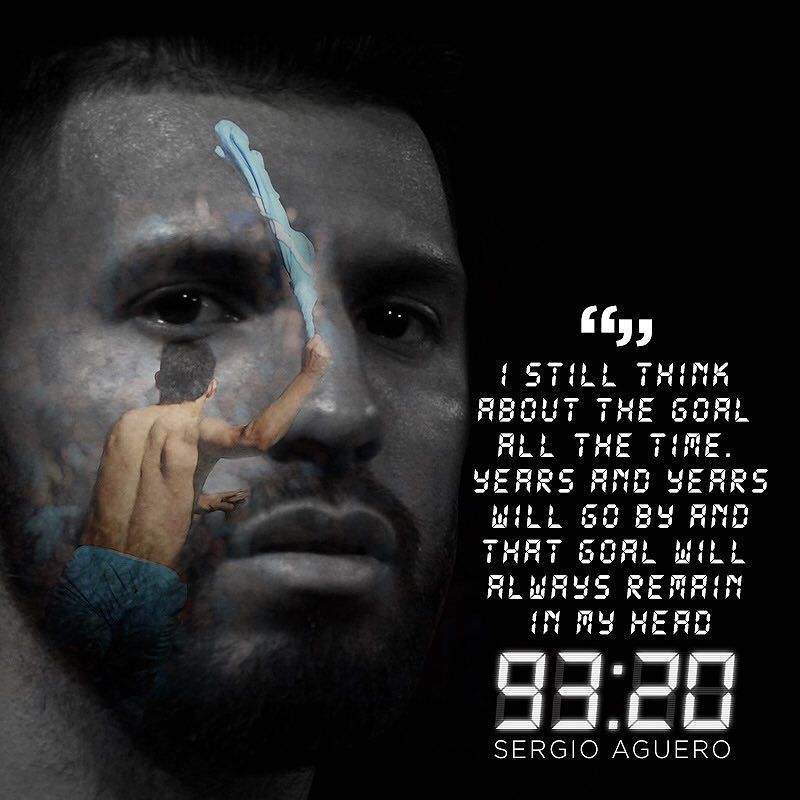 “„
I STILL THINK
ABOUT THE GOAL
ALL THE TIME.
YEARS AND YEARS
WILL GO BY AND
THAT GOAL WILL
ALWAYS REMAIN
IN MY HEAD
93:20
SERGIO AGUERO